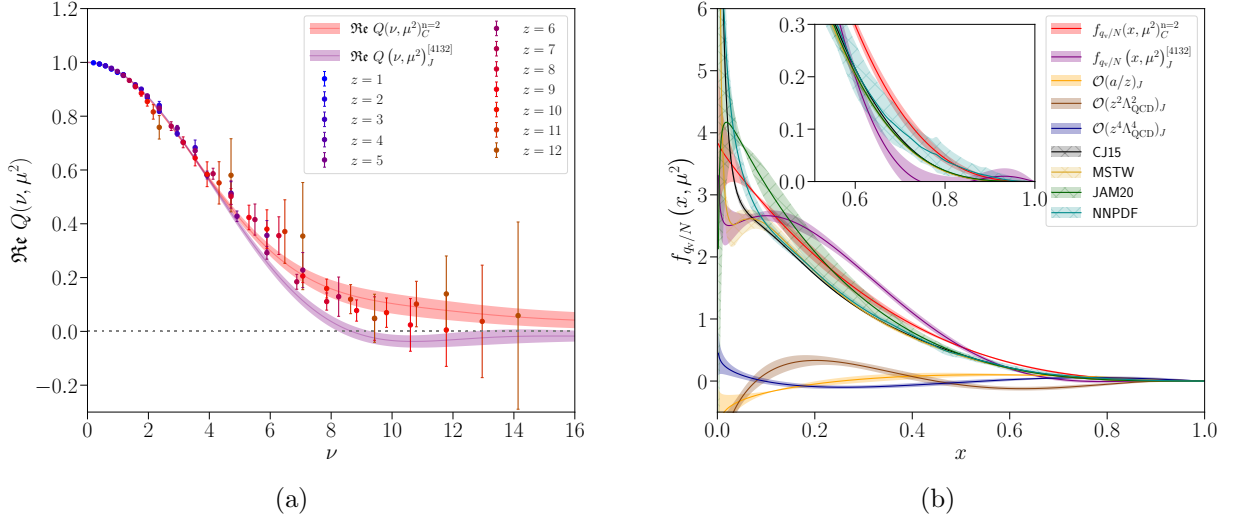 𝕽𝖊 Q(ν, μ²)
1.0
0.8
0.6
0.4
0.2
0.0
−0.2
𝕽𝖊 Q(ν, μ²)_C^{n=2}
𝕽𝖊 Q (ν, μ²)_J^{[4132]}
z = 1
z = 2
z = 3
z = 4
z = 5
z = 6
z = 7
z = 8
z = 9
z = 10
z = 11
z = 12
0 2 4 6 8 10 12 14 16
ν
(a)
f_{q_v/N} (x, μ²)
6
5
4
3
2
1
0
0.3
0.2
0.1
0.0
0.6 0.8 1.0
f_{q_v/N}(x, μ²)_C^{n=2}
f_{q_v/N} (x, μ²)_J^{[4132]}
𝒪(a/z)_J
𝒪(z²Λ²_{QCD})_J
𝒪(z⁴Λ⁴_{QCD})_J
CJ15
MSTW
JAM20
NNPDF
0.0 0.2 0.4 0.6 0.8 1.0
x
(b)